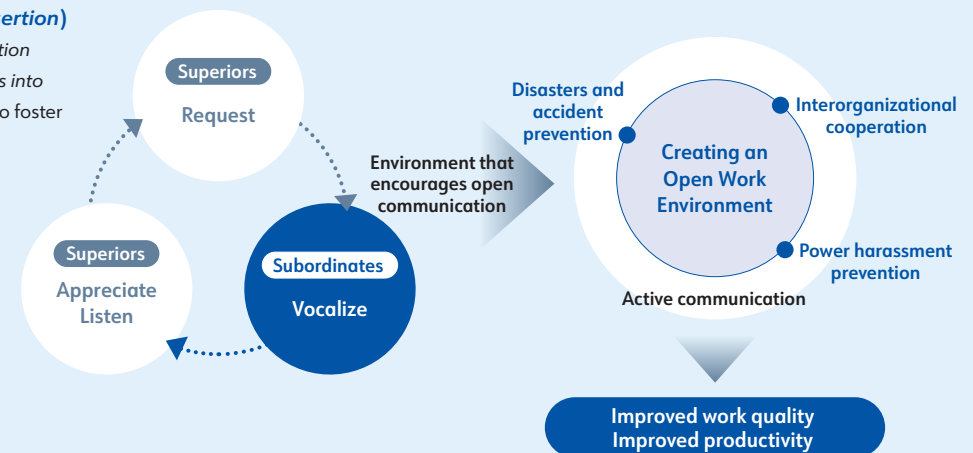 ertion)
tion
s into
o foster
Superiors
Request
Superiors
Appreciate
Listen
Subordinates
Vocalize
Environment that
encourages open
communication
Disasters and
accident
prevention
Interorganizational
cooperation
Creating an
Open Work
Environment
Power harassment
prevention
Active communication
Improved work quality
Improved productivity